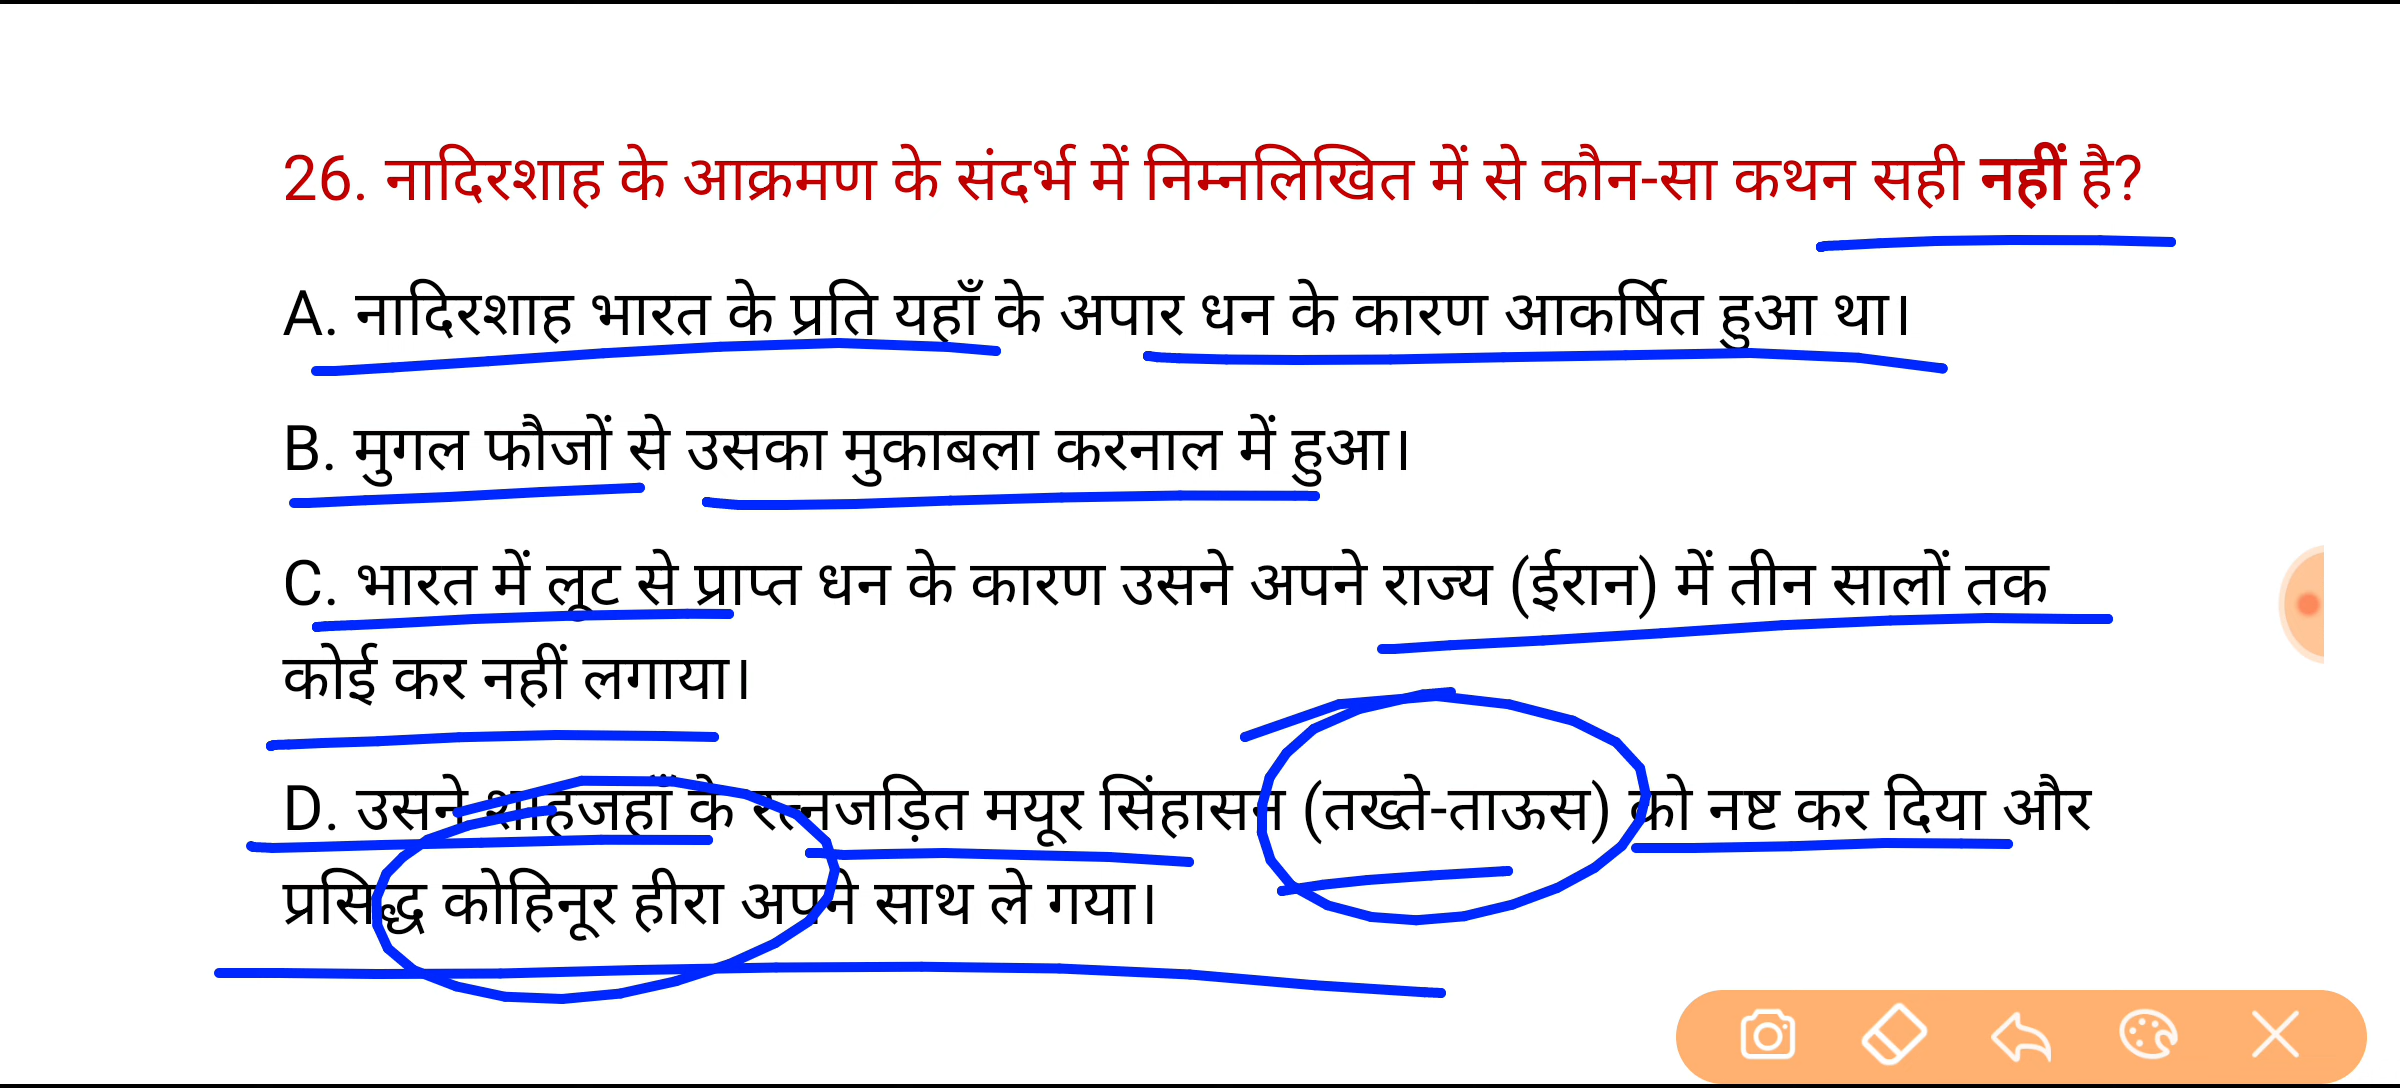 26. नादिरशाह के आक्रमण के संदर्भ में निम्नलिखित में से कौन-सा कथन सही नहीं है?
A. नादिरशाह भारत के प्रति यहाँ के अपार धन के कारण आकर्षित हुआ था।
B. मुगल फौजों से उसका मुकाबला करनाल में हुआ।
C. भारत में लूट से प्राप्त धन के कारण उसने अपने राज्य (ईरान) में तीन सालों तक
कोई कर नहीं लगाया।
D. उसने शाहजहाँ के रत्नजड़ित मयूर सिंहासन (तख्ते-ताऊस) को नष्ट कर दिया और
प्रसिद्ध कोहिनूर हीरा अपने साथ ले गया।